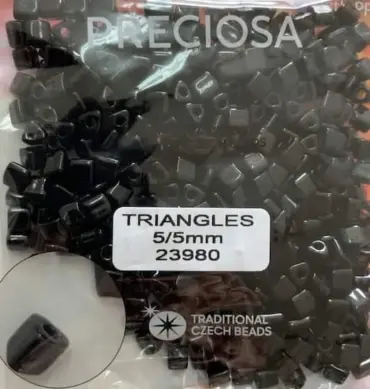 PRECIOSA
TRIANGLES
5/5mm
23980
TRADITIONAL
CZECH BEADS